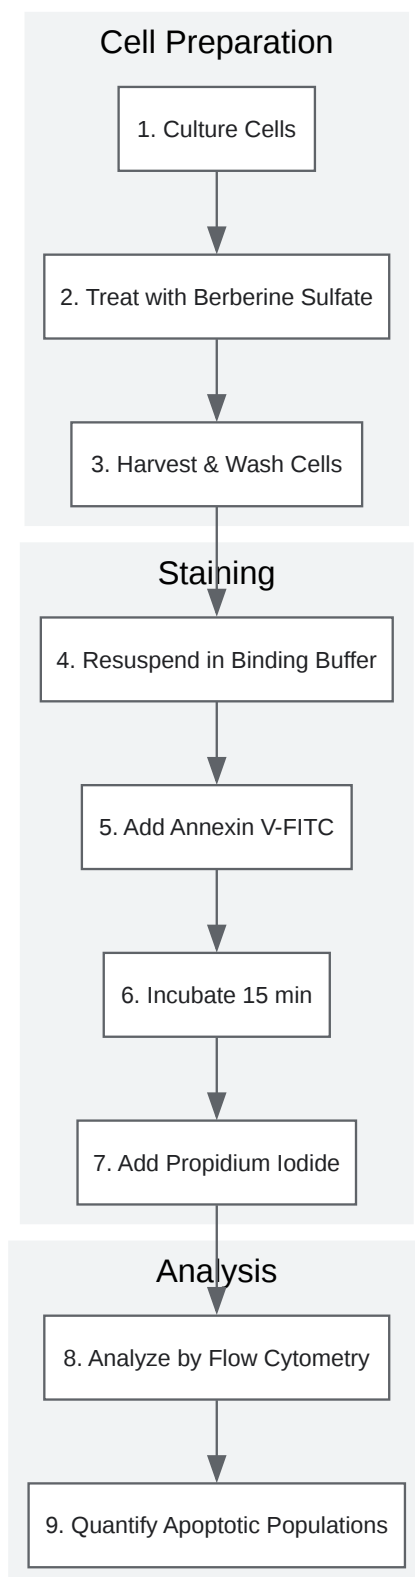 Cell Preparation
1. Culture Cells
2. Treat with Berberine Sulfate
3. Harvest & Wash Cells
Staining
4. Resuspend in Binding Buffer
5. Add Annexin V-FITC
6. Incubate 15 min
7. Add Propidium Iodide
Analysis
8. Analyze by Flow Cytometry
9. Quantify Apoptotic Populations